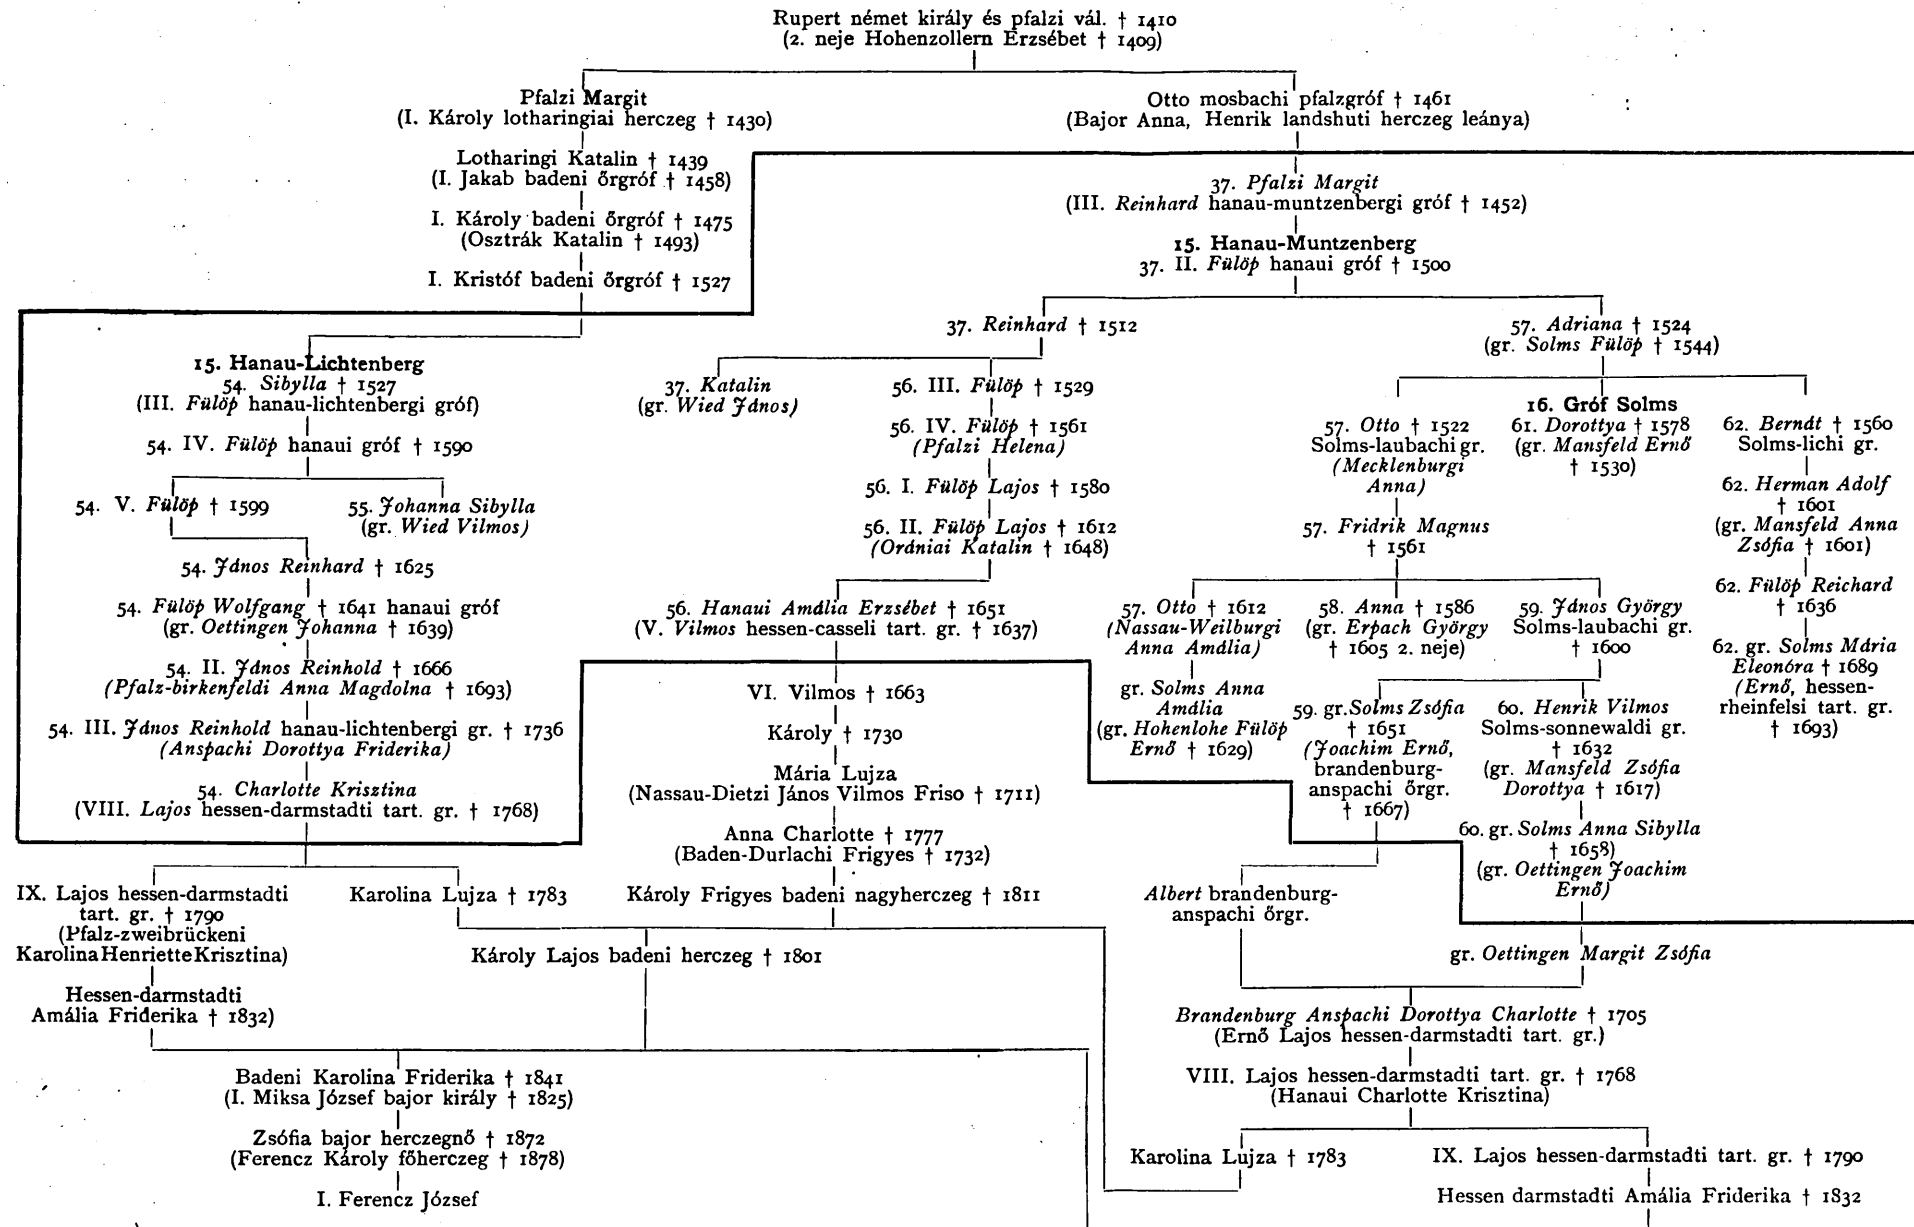 Rupert német király és pfalzi vál. † 1410
(2. neje Hohenzollern Erzsébet † 1409)
Pfalzi Margit
(I. Károly lotharingiai herczeg † 1430)
Otto mosbachi pfalzgróf † 1461
(Bajor Anna, Henrik landshuti herczeg leánya)
Lotharingi Katalin † 1439
(I. Jakab badeni őrgróf † 1458)
I. Károly badeni őrgróf † 1475
(Osztrák Katalin † 1493)
I. Kristóf badeni őrgróf † 1527
37. Pfalzi Margit
(III. Reinhard hanau-muntzenbergi gróf † 1452)
15. Hanau-Muntzenberg
37. II. Fülöp hanaui gróf † 1500
15. Hanau-Lichtenberg
54. Sibylla † 1527
(III. Fülöp hanau-lichtenbergi gróf)
54. IV. Fülöp hanaui gróf † 1590
54. V. Fülöp † 1599
55. Johanna Sibylla
(gr. Wied Vilmos)
54. János Reinhard † 1625
54. Fülöp Wolfgang † 1641 hanaui gróf
(gr. Oettingen Johanna † 1639)
54. II. János Reinhold † 1666
(Pfalz-birkenfeldi Anna Magdolna † 1693)
54. III. János Reinhold hanau-lichtenbergi gr. † 1736
(Anspachi Dorottya Friderika)
54. Charlotte Krisztina
(VIII. Lajos hessen-darmstadti tart. gr. † 1768)
37. Reinhard † 1512
37. Katalin
(gr. Wied János)
56. III. Fülöp † 1529
56. IV. Fülöp † 1561
(Pfalzi Helena)
56. I. Fülöp Lajos † 1580
56. II. Fülöp Lajos † 1612
(Orániai Katalin † 1648)
56. Hanaui Amália Erzsébet † 1651
(V. Vilmos hessen-casseli tart. gr. † 1637)
VI. Vilmos † 1663
Károly † 1730
Mária Lujza
(Nassau-Dietzi János Vilmos Friso † 1711)
Anna Charlotte † 1777
(Baden-Durlachi Frigyes † 1732)
Károly Frigyes badeni nagyherczeg † 1811
57. Adriana † 1524
(gr. Solms Fülöp † 1544)
57. Otto † 1522
Solms-laubachi gr.
(Mecklenburgi
Anna)
16. Gróf Solms
61. Dorottya † 1578
(gr. Mansfeld Ernő
† 1530)
62. Berndt † 1560
Solms-lichi gr.
62. Herman Adolf
† 1601
(gr. Mansfeld Anna
Zsófia † 1601)
62. Fülöp Reichard
† 1636
62. gr. Solms Mária
Eleonóra † 1689
(Ernő, hessen-
rheinfelsi tart. gr.
† 1693)
57. Fridrik Magnus
† 1561
57. Otto † 1612
(Nassau-Weilburgi
Anna Amália)
gr. Solms Anna
Amália
(gr. Hohenlohe Fülöp
Ernő † 1629)
58. Anna † 1586
(gr. Erpach György
† 1605 2. neje)
59. János György
Solms-laubachi gr.
† 1600
59. gr. Solms Zsófia
† 1651
(Joachim Ernő,
brandenburg-
anspachi őrgr.
† 1667)
60. Henrik Vilmos
Solms-sonnewaldi gr.
† 1632
(gr. Mansfeld Zsófia
Dorottya † 1617)
60. gr. Solms Anna Sibylla
† 1658)
(gr. Oettingen Joachim
Ernő)
IX. Lajos hessen-darmstadti
tart. gr. † 1790
(Pfalz-zweibrückeni
Karolina Henriette Krisztina)
Karolina Lujza † 1783
Károly Lajos badeni herczeg † 1801
Hessen-darmstadti
Amália Friderika † 1832)
Badeni Karolina Friderika † 1841
(I. Miksa József bajor király † 1825)
Zsófia bajor herczegnő † 1872
(Ferencz Károly főherczeg † 1878)
I. Ferencz József
Albert brandenburg-
anspachi őrgr.
gr. Oettingen Margit Zsófia
Brandenburg Anspachi Dorottya Charlotte † 1705
(Ernő Lajos hessen-darmstadti tart. gr.)
VIII. Lajos hessen-darmstadti tart. gr. † 1768
(Hanaui Charlotte Krisztina)
Karolina Lujza † 1783
IX. Lajos hessen-darmstadti tart. gr. † 1790
Hessen darmstadti Amália Friderika † 1832